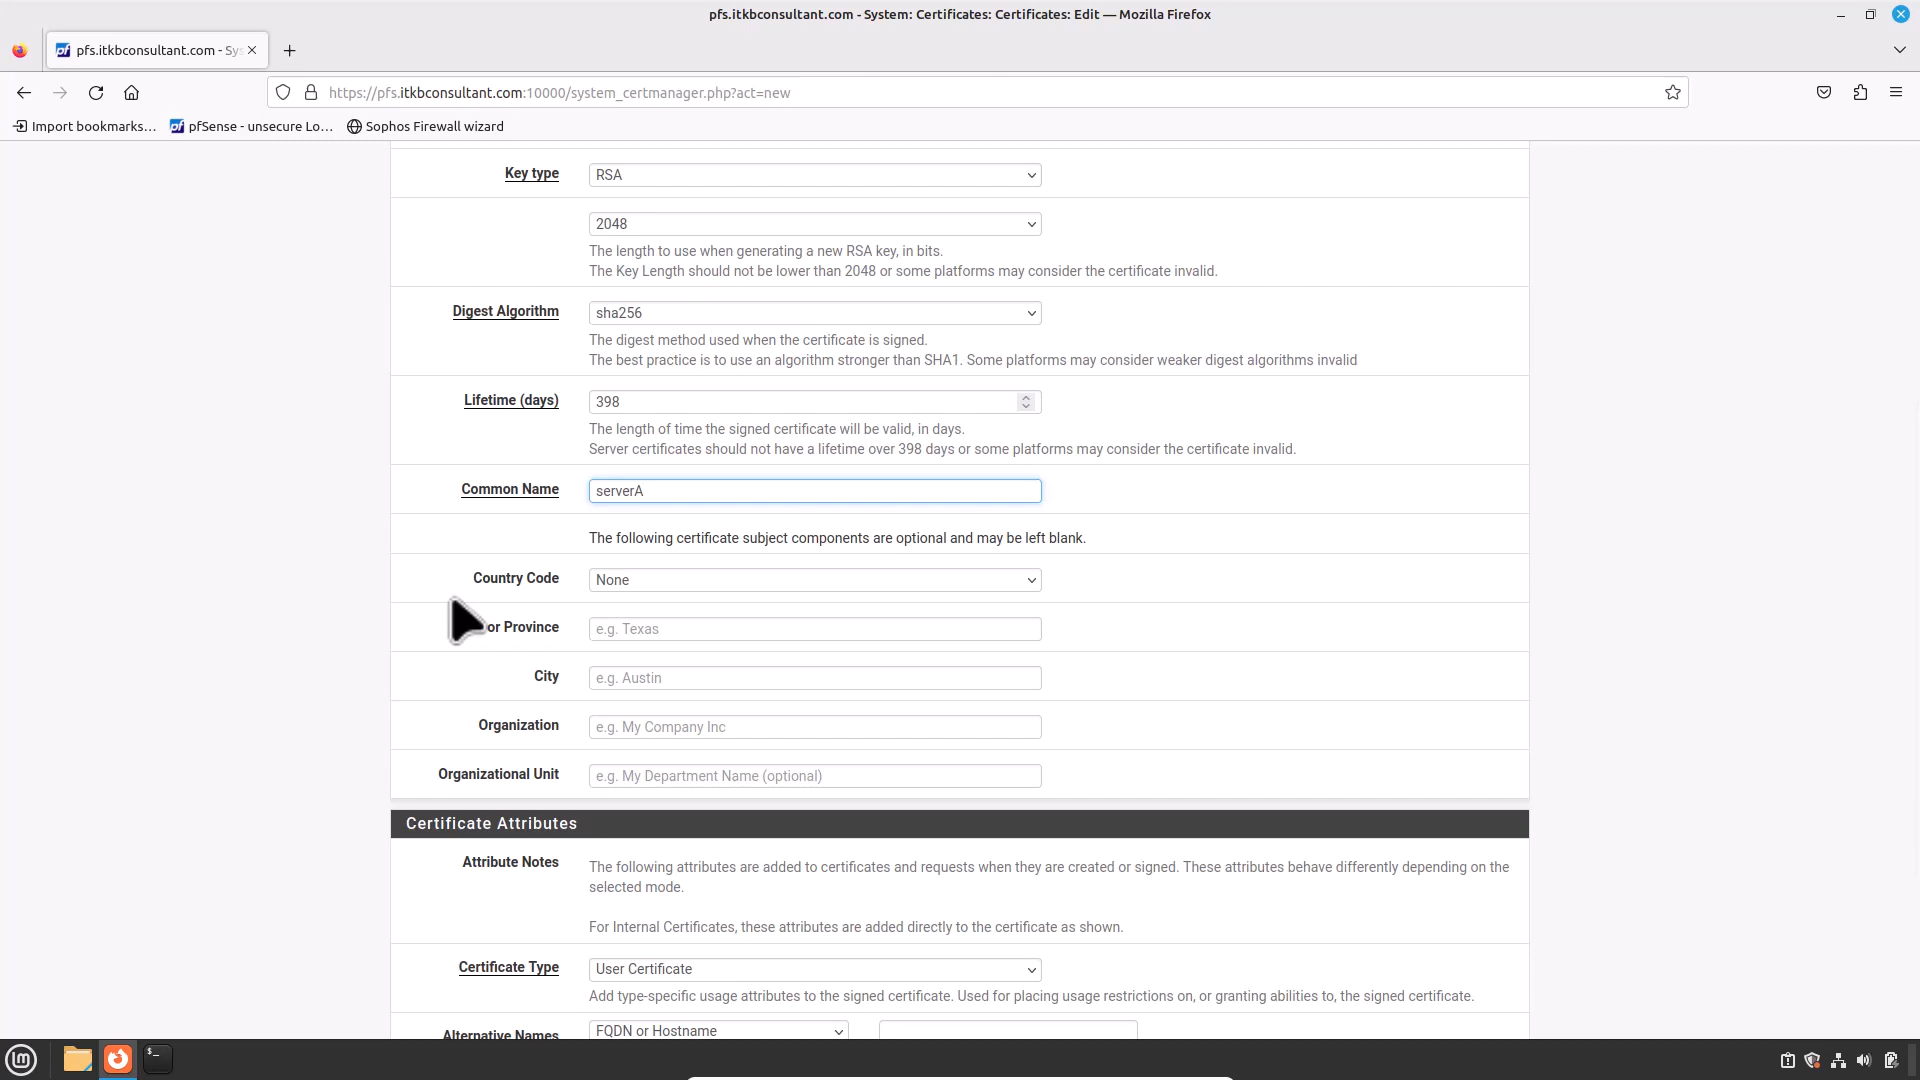 pfs.itkbconsultant.com - System: Certificates: Certificates: Edit — Mozilla Firefox
pfs.itkbconsultant.com - Sys
https://pfs.itkbconsultant.com:10000/system_certmanager.php?act=new
Import bookmarks... pfSense - unsecure Lo... Sophos Firewall wizard
Key type RSA
2048
The length to use when generating a new RSA key, in bits.
The Key Length should not be lower than 2048 or some platforms may consider the certificate invalid.
Digest Algorithm sha256
The digest method used when the certificate is signed.
The best practice is to use an algorithm stronger than SHA1. Some platforms may consider weaker digest algorithms invalid
Lifetime (days) 398
The length of time the signed certificate will be valid, in days.
Server certificates should not have a lifetime over 398 days or some platforms may consider the certificate invalid.
Common Name serverA
The following certificate subject components are optional and may be left blank.
Country Code None
or Province e.g. Texas
City e.g. Austin
Organization e.g. My Company Inc
Organizational Unit e.g. My Department Name (optional)
Certificate Attributes
Attribute Notes The following attributes are added to certificates and requests when they are created or signed. These attributes behave differently depending on the
selected mode.
For Internal Certificates, these attributes are added directly to the certificate as shown.
Certificate Type User Certificate
Add type-specific usage attributes to the signed certificate. Used for placing usage restrictions on, or granting abilities to, the signed certificate.
Alternative Names FQDN or Hostname